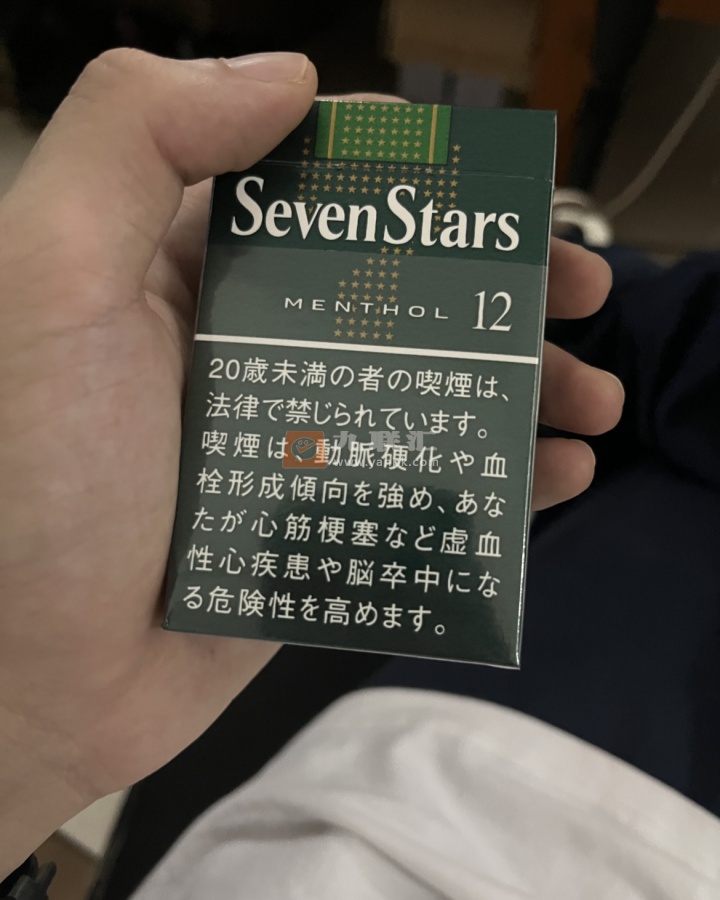 Seven Stars
MENTHOL 12
20歳未満の者の喫煙は、
法律で禁じられています。
喫煙は、動脈硬化や血
栓形成傾向を強め、あな
たが心筋梗塞など虚血
性心疾患や脳卒中にな
る危険性を高めます。